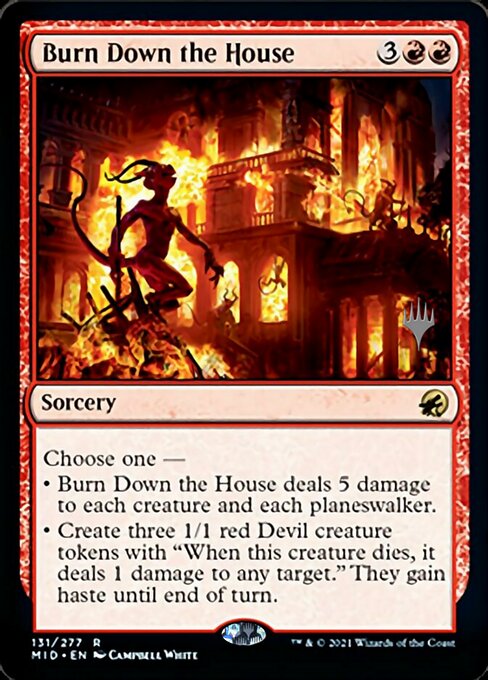 Burn Down the House 3
Sorcery
Choose one —
• Burn Down the House deals 5 damage
to each creature and each planeswalker.
• Create three 1/1 red Devil creature
tokens with “When this creature dies, it
deals 1 damage to any target.” They gain
haste until end of turn.
131/277 R
MID • EN Campbell White
™ & © 2021 Wizards of the Coast